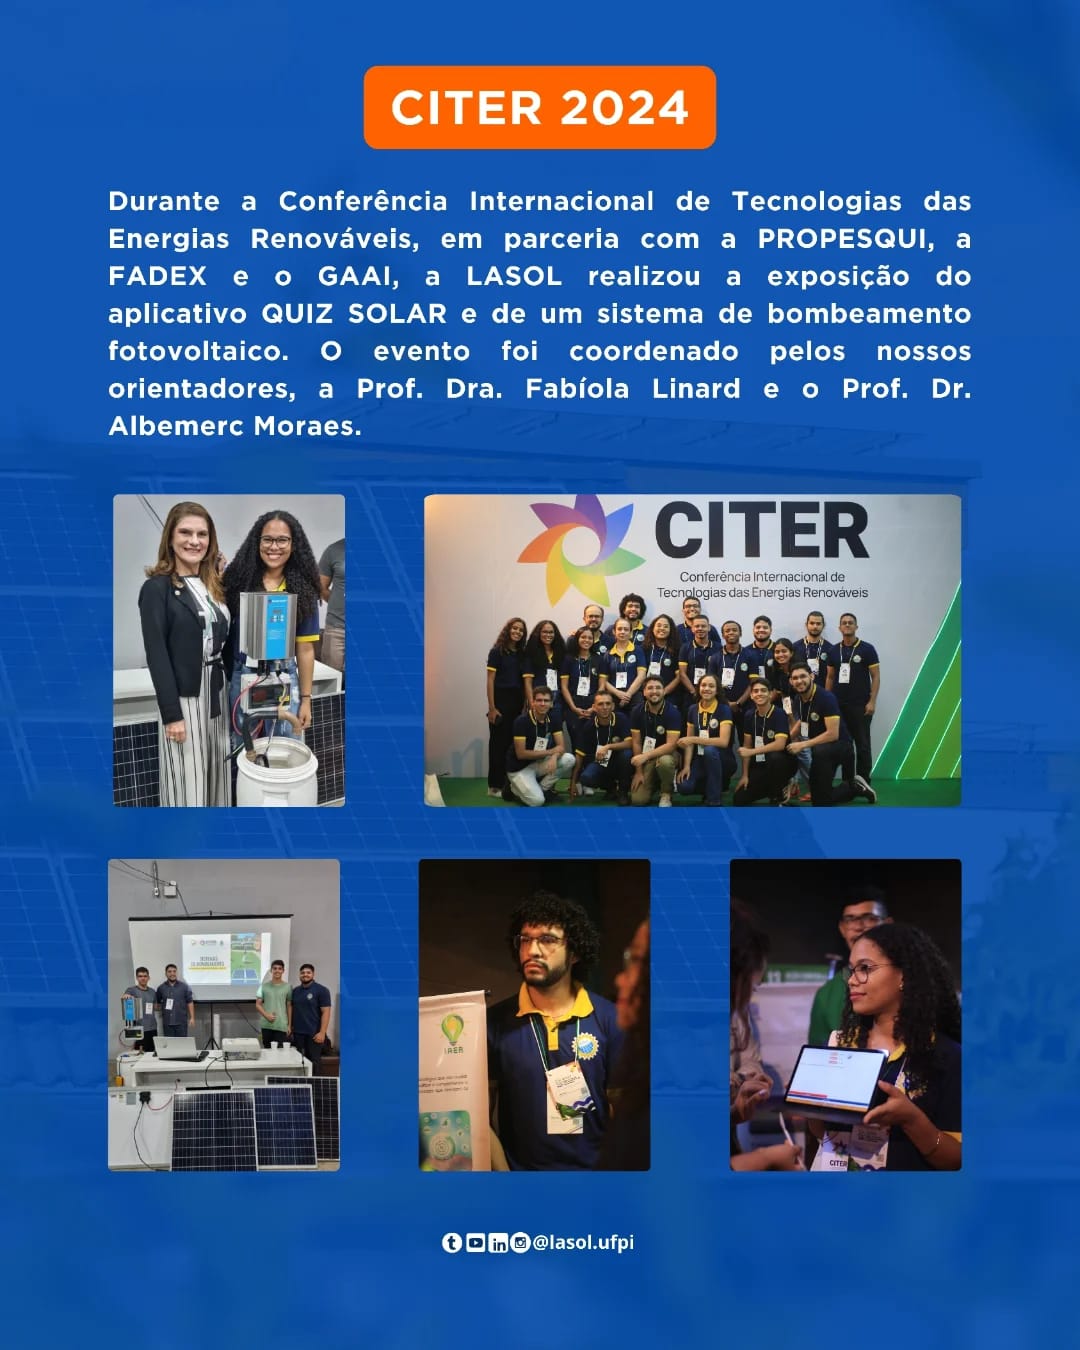 CITER 2024
Durante a Conferência Internacional de Tecnologias das
Energias Renováveis, em parceria com a PROPESQUI, a
FADEX e o GAAI, a LASOL realizou a exposição do
aplicativo QUIZ SOLAR e de um sistema de bombeamento
fotovoltaico. O evento foi coordenado pelos nossos
orientadores, a Prof. Dra. Fabíola Linard e o Prof. Dr.
Albemerc Moraes.
CITER
Conferência Internacional de
Tecnologias das Energias Renováveis
CITER
@lasol.ufpi